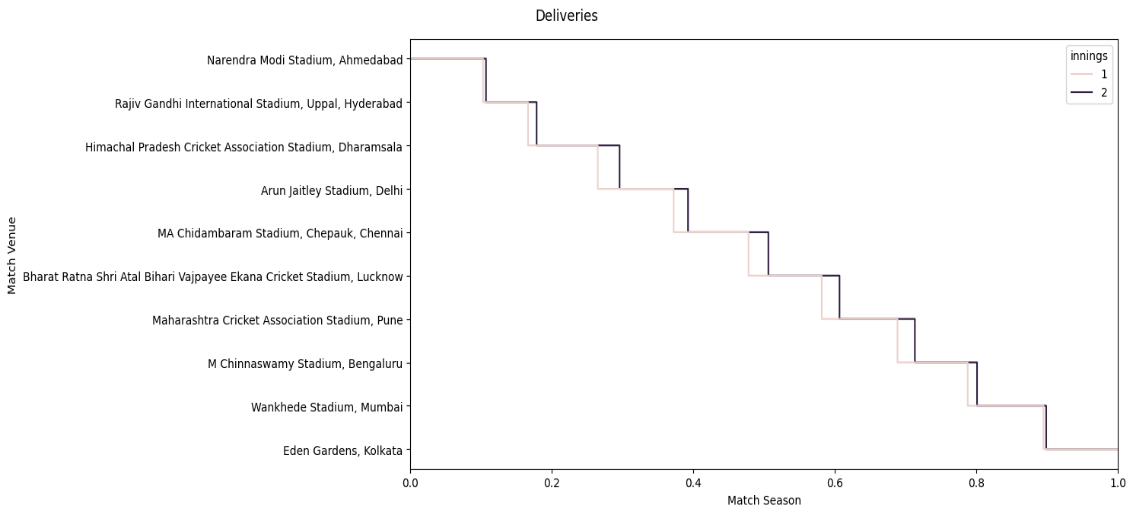 Deliveries
Narendra Modi Stadium, Ahmedabad
Rajiv Gandhi International Stadium, Uppal, Hyderabad
Himachal Pradesh Cricket Association Stadium, Dharamsala
Arun Jaitley Stadium, Delhi
MA Chidambaram Stadium, Chepauk, Chennai
Bharat Ratna Shri Atal Bihari Vajpayee Ekana Cricket Stadium, Lucknow
Maharashtra Cricket Association Stadium, Pune
M Chinnaswamy Stadium, Bengaluru
Wankhede Stadium, Mumbai
Eden Gardens, Kolkata
Match Venue
innings
1
2
0.0 0.2 0.4 0.6 0.8 1.0
Match Season